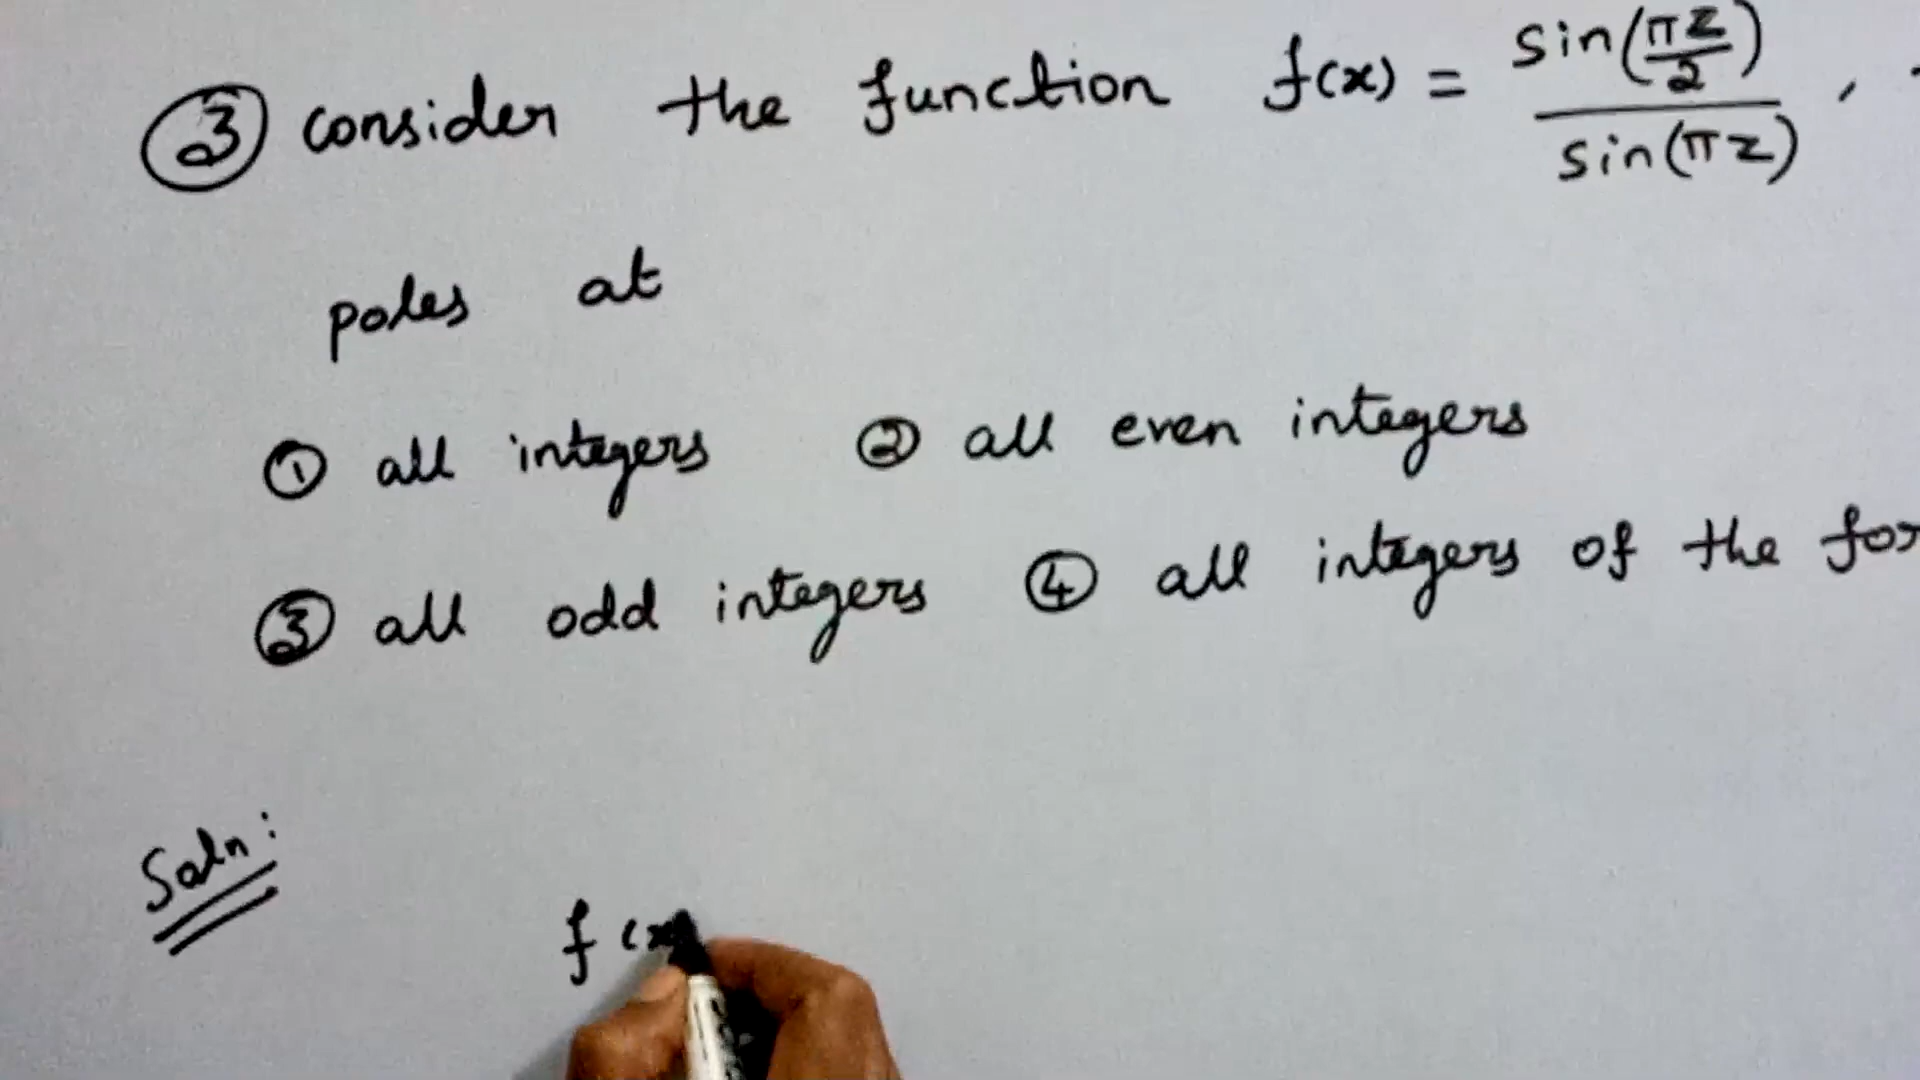 ③ consider the function f(x) = sin(πz/2)/sin(πz) ,
poles at
① all integers ② all even integers
③ all odd integers ④ all integers of the for
Soln:
f(x